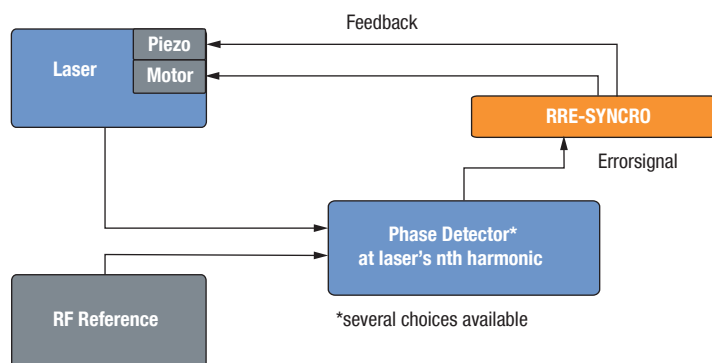 Feedback
Piezo
Laser
Motor
RRE-SYNCRO
Errorsignal
Phase Detector*
at laser's nth harmonic
RF Reference
*several choices available